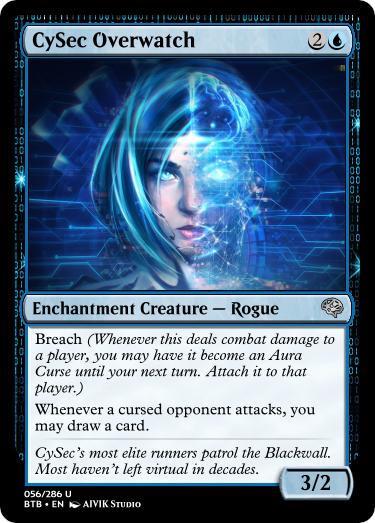 CySec Overwatch 2
Enchantment Creature — Rogue
Breach (Whenever this deals combat damage to
a player, you may have it become an Aura
Curse until your next turn. Attach it to that
player.)
Whenever a cursed opponent attacks, you
may draw a card.
CySec's most elite runners patrol the Blackwall.
Most haven't left virtual in decades.
3/2
056/286 U
BTB • EN AIVIK Studio